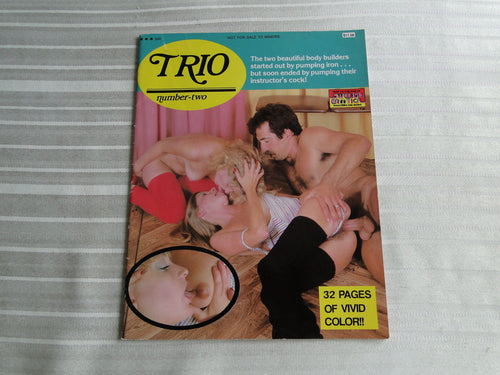 NOT FOR SALE TO MINORS
TRIO
number-two
The two beautiful body builders
started out by pumping iron . . .
but soon ended by pumping their
instructor's cock!
32 PAGES
OF VIVID
COLOR!!